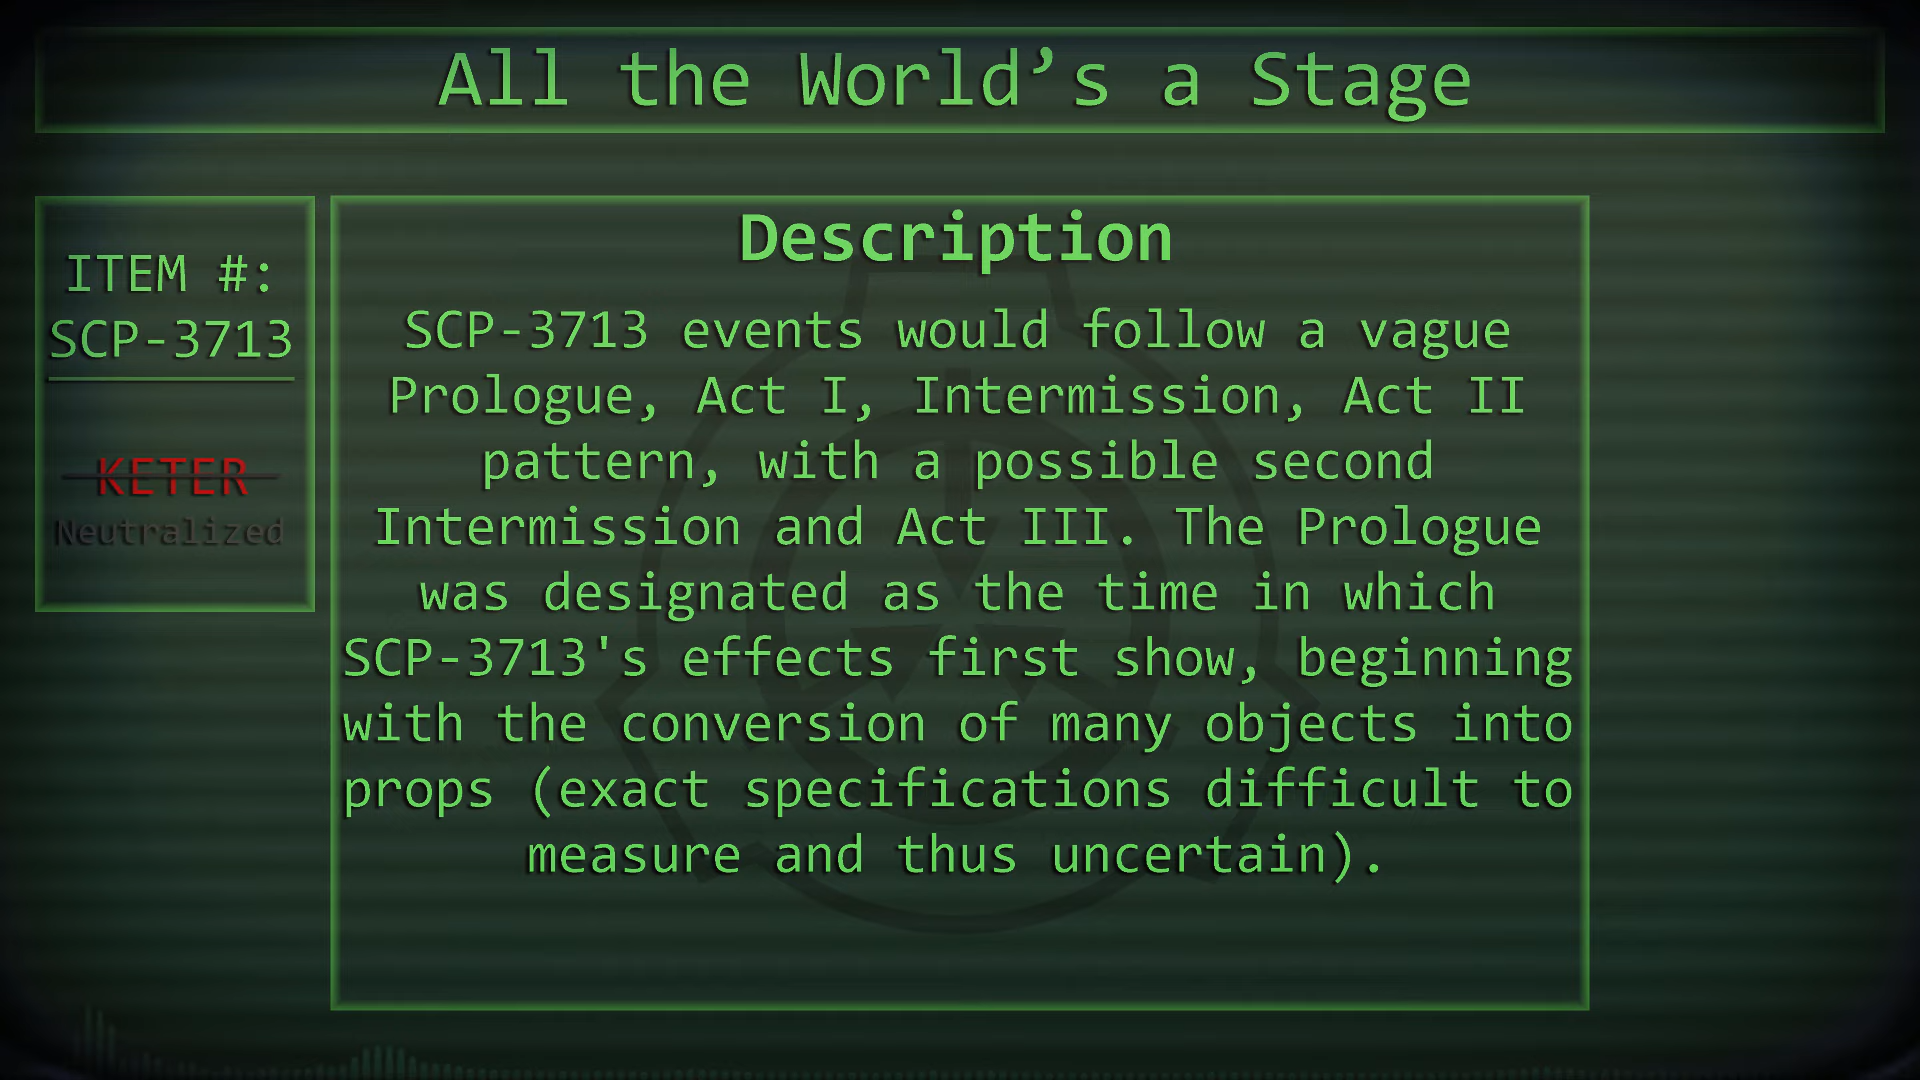 All the World’s a Stage
ITEM #:
SCP-3713
KETER
Neutralized
Description
SCP-3713 events would follow a vague
Prologue, Act I, Intermission, Act II
pattern, with a possible second
Intermission and Act III. The Prologue
was designated as the time in which
SCP-3713's effects first show, beginning
with the conversion of many objects into
props (exact specifications difficult to
measure and thus uncertain).